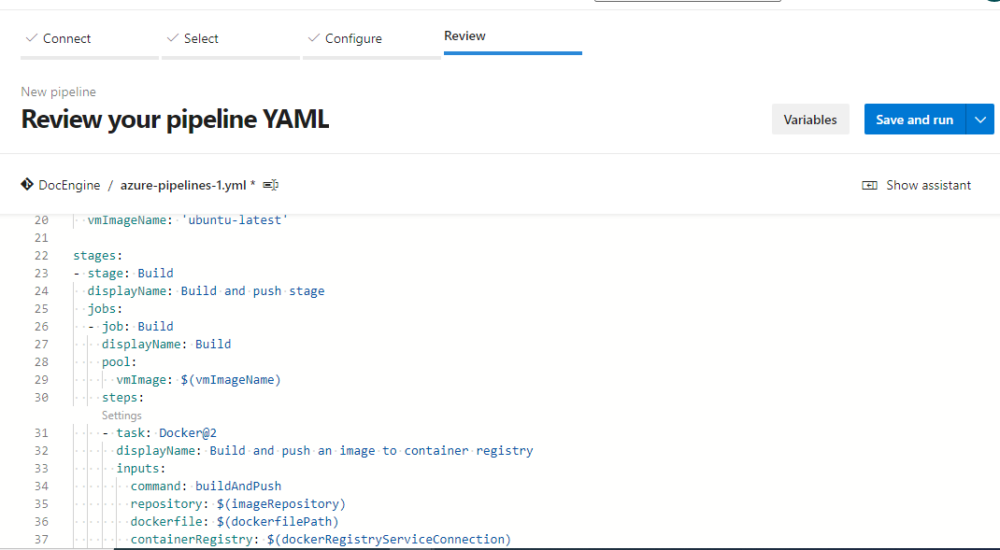 Connect
Select
Configure
Review
New pipeline
Review your pipeline YAML
Variables
Save and run
DocEngine / azure-pipelines-1.yml *
Show assistant
20   vmImageName: 'ubuntu-latest'
21
22 stages:
23 - stage: Build
24   displayName: Build and push stage
25   jobs:
26   - job: Build
27     displayName: Build
28     pool:
29       vmImage: $(vmImageName)
30     steps:
Settings
31     - task: Docker@2
32       displayName: Build and push an image to container registry
33       inputs:
34         command: buildAndPush
35         repository: $(imageRepository)
36         dockerfile: $(dockerfilePath)
37         containerRegistry: $(dockerRegistryServiceConnection)